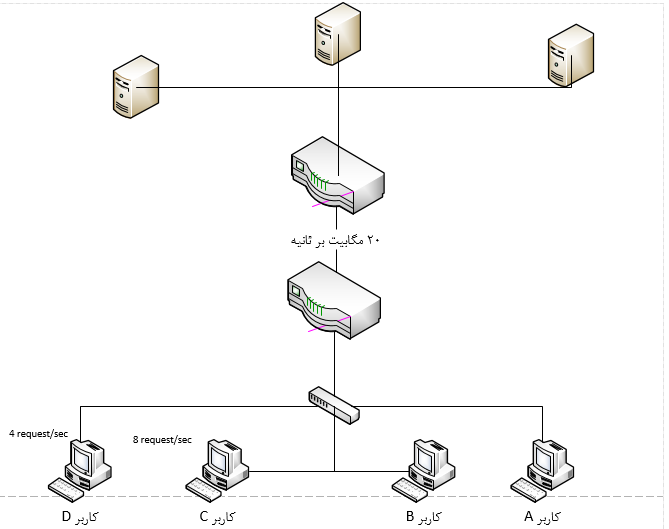 ۲۰ مگابیت بر ثانیه
4 request/sec
8 request/sec
کاربر D
کاربر C
کاربر B
کاربر A